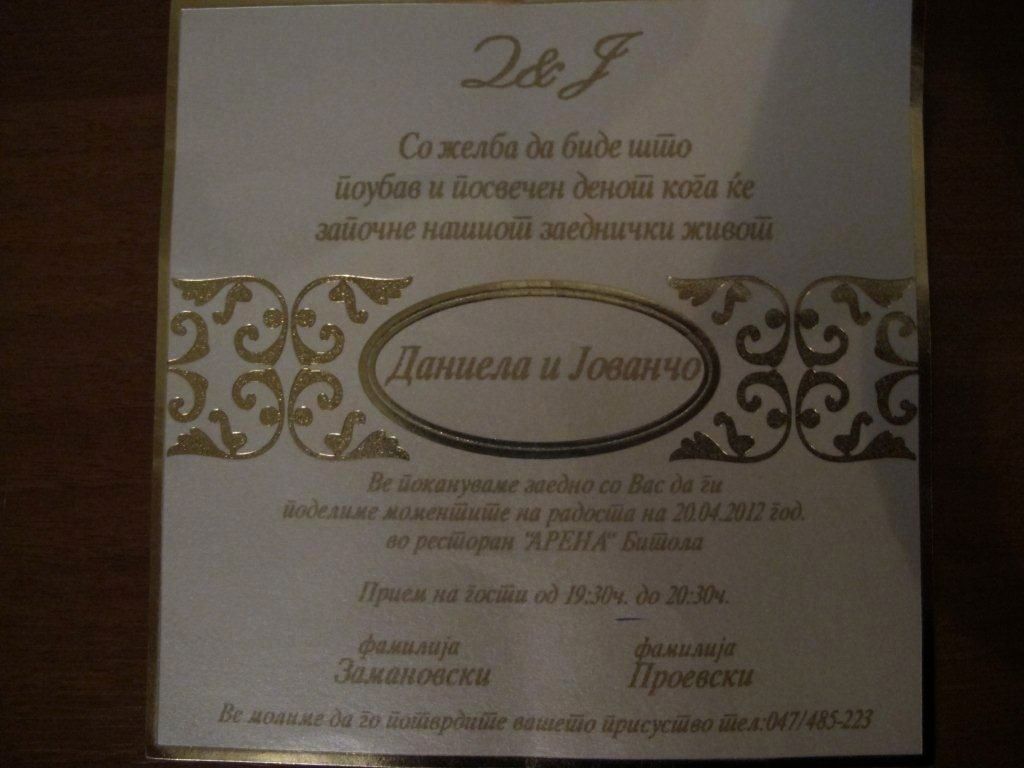 D & J
Со желба да биде што
поубав и посвечен денот кога ќе
започне нашиот заеднички живот
Даниела и Јованчо
Ве покануваме заедно со Вас да ги
поделиме моментите на радоста на 20.04.2012 год.
во ресторан "АРЕНА" Битола
Прием на гости од 19:30ч. до 20:30ч.
фамилија фамилија
Замановски Проевски
Ве молиме да го потврдите вашето присуство тел:047/485-223